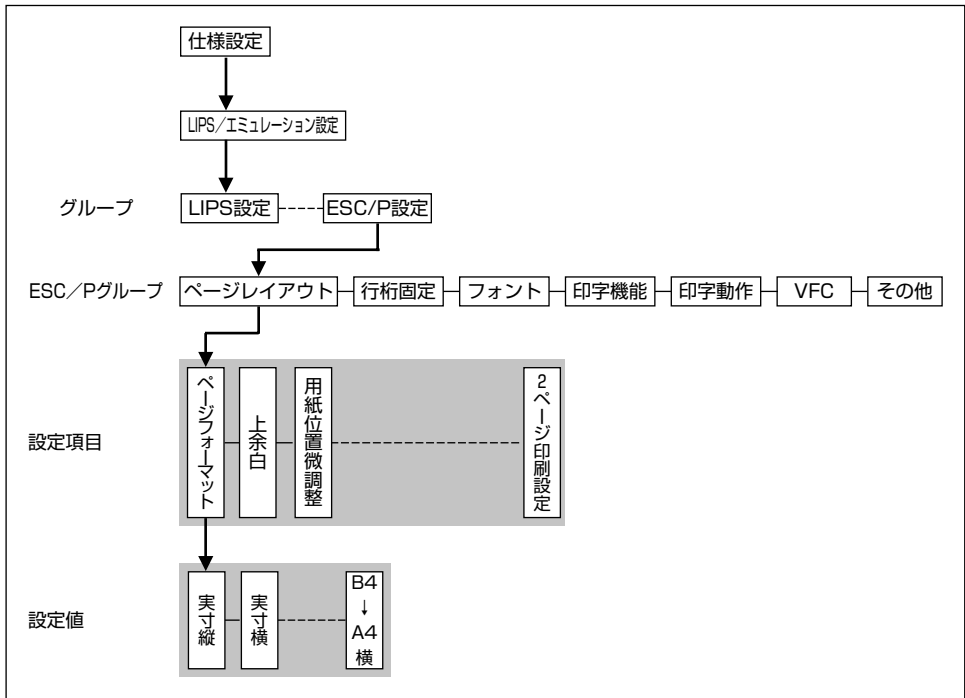 仕様設定
LIPS/エミュレーション設定
グループ
LIPS設定
ESC/P設定
ESC/Pグループ
ページレイアウト
行桁固定
フォント
印字機能
印字動作
VFC
その他
設定項目
ページフォーマット
上余白
用紙位置微調整
2ページ印刷設定
設定値
実寸縦
実寸横
B4
↓
A4
横